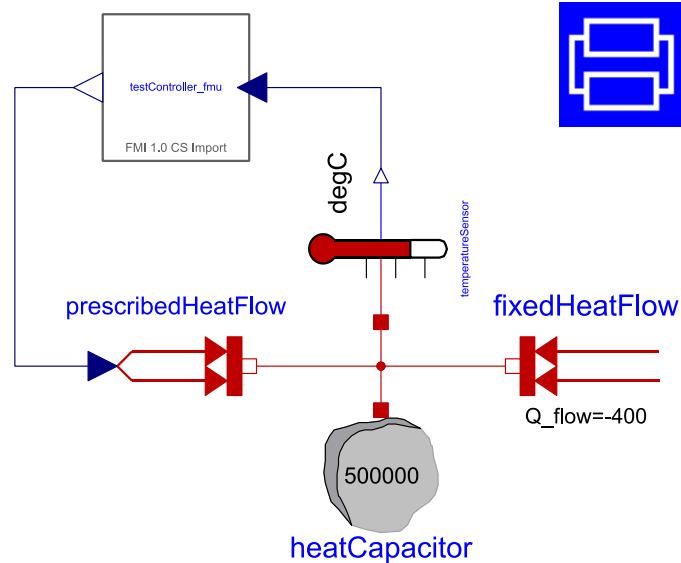 testController_fmu
FMI 1.0 CS Import
degC
temperatureSensor
prescribedHeatFlow
fixedHeatFlow
Q_flow=-400
500000
heatCapacitor